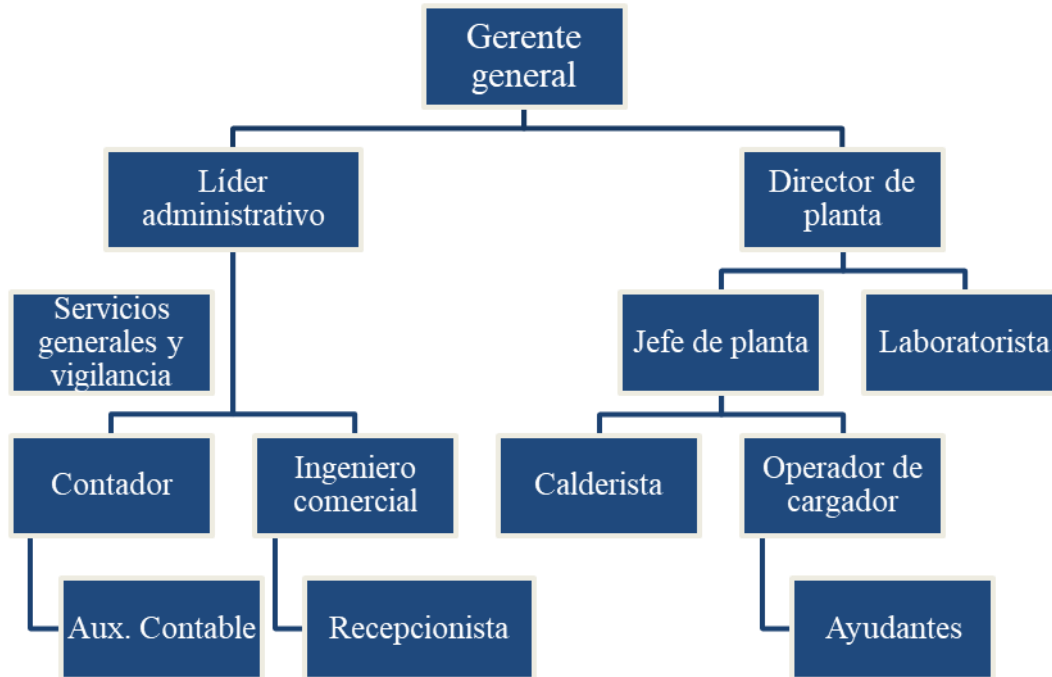 Gerente
general
Líder
administrativo
Director de
planta
Servicios
generales y
vigilancia
Jefe de planta
Laboratorista
Contador
Ingeniero
comercial
Calderista
Operador de
cargador
Aux. Contable
Recepcionista
Ayudantes